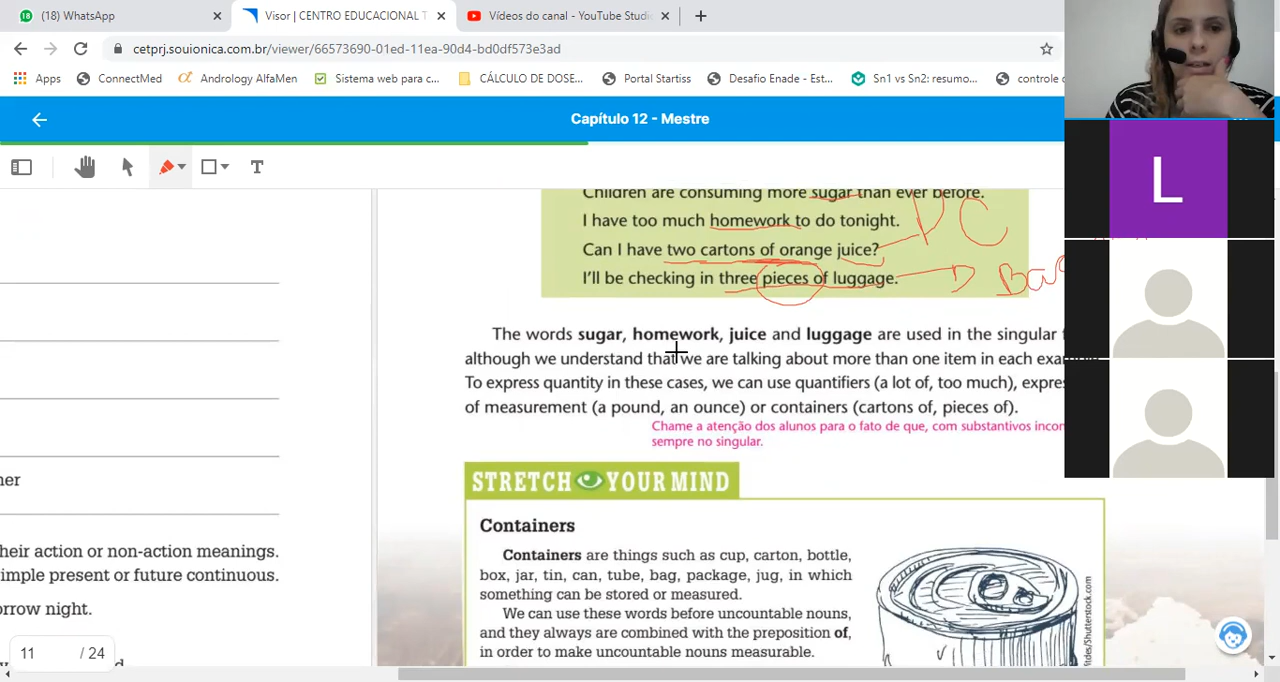 (18) WhatsApp
Visor | CENTRO EDUCACIONAL T
Vídeos do canal - YouTube Studi
cetprj.souionica.com.br/viewer/66573690-01ed-11ea-90d4-bd0df573e3ad
Apps
ConnectMed
Andrology AlfaMen
Sistema web para c...
CÁLCULO DE DOSE...
Portal Startiss
Desafio Enade - Est...
Sn1 vs Sn2: resumo...
controle c
Capítulo 12 - Mestre
T
L
Children are consuming more sugar than ever before.
I have too much homework to do tonight.
Can I have two cartons of orange juice?
I'll be checking in three pieces of luggage.
The words sugar, homework, juice and luggage are used in the singular
although we understand that we are talking about more than one item in each
To express quantity in these cases, we can use quantifiers (a lot of, too much),
of measurement (a pound, an ounce) or containers (cartons of, pieces of).
Chame a atenção dos alunos para o fato de que, com substantivos
sempre no singular.
STRETCH YOUR MIND
Containers
Containers are things such as cup, carton, bottle,
box, jar, tin, can, tube, bag, package, jug, in which
something can be stored or measured.
We can use these words before uncountable nouns,
and they always are combined with the preposition of,
in order to make uncountable nouns measurable.
ner
heir action or non-action meanings.
imple present or future continuous.
orrow night.
11 / 24
/Shutterstock.com